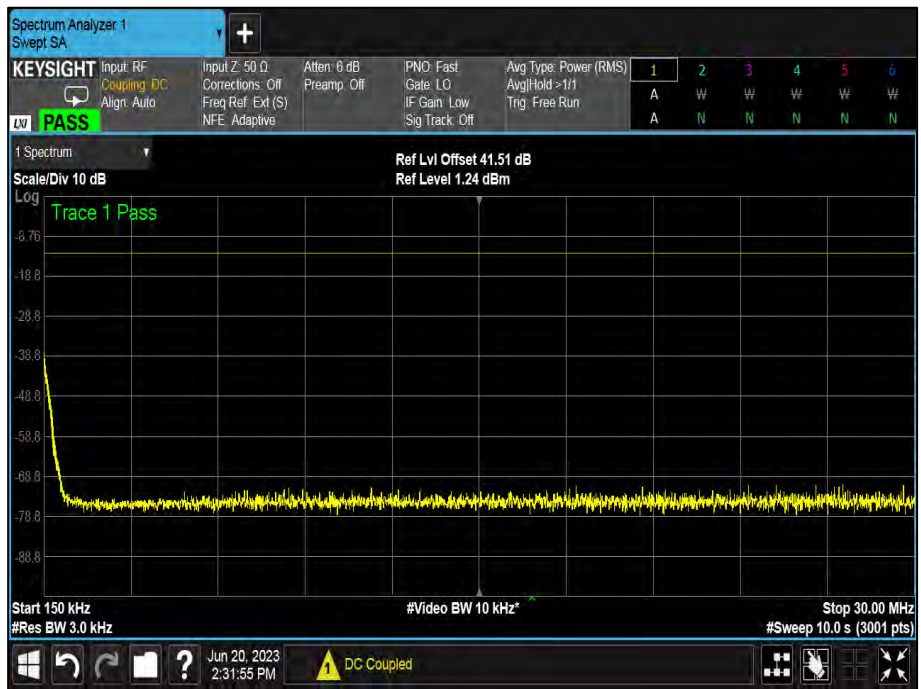 Spectrum Analyzer 1
Swept SA
+
KEYSIGHT
Input: RF
Coupling: DC
Align: Auto
Input Z: 50 Ω
Corrections: Off
Freq Ref: Ext (S)
NFE: Adaptive
Atten: 6 dB
Preamp: Off
PNO: Fast
Gate: LO
IF Gain: Low
Sig Track: Off
Avg Type: Power (RMS)
Avg|Hold >1/1
Trig: Free Run
1 2 3 4 5 6
A W W W W W
A N N N N N
LXI PASS
1 Spectrum
Scale/Div 10 dB
Ref Lvl Offset 41.51 dB
Ref Level 1.24 dBm
Log
Trace 1 Pass
-8.76
-18.8
-28.8
-38.8
-48.8
-58.8
-68.8
-78.8
-88.8
Start 150 kHz
#Video BW 10 kHz*
Stop 30.00 MHz
#Res BW 3.0 kHz
#Sweep 10.0 s (3001 pts)
?
Jun 20, 2023
2:31:55 PM
1
DC Coupled